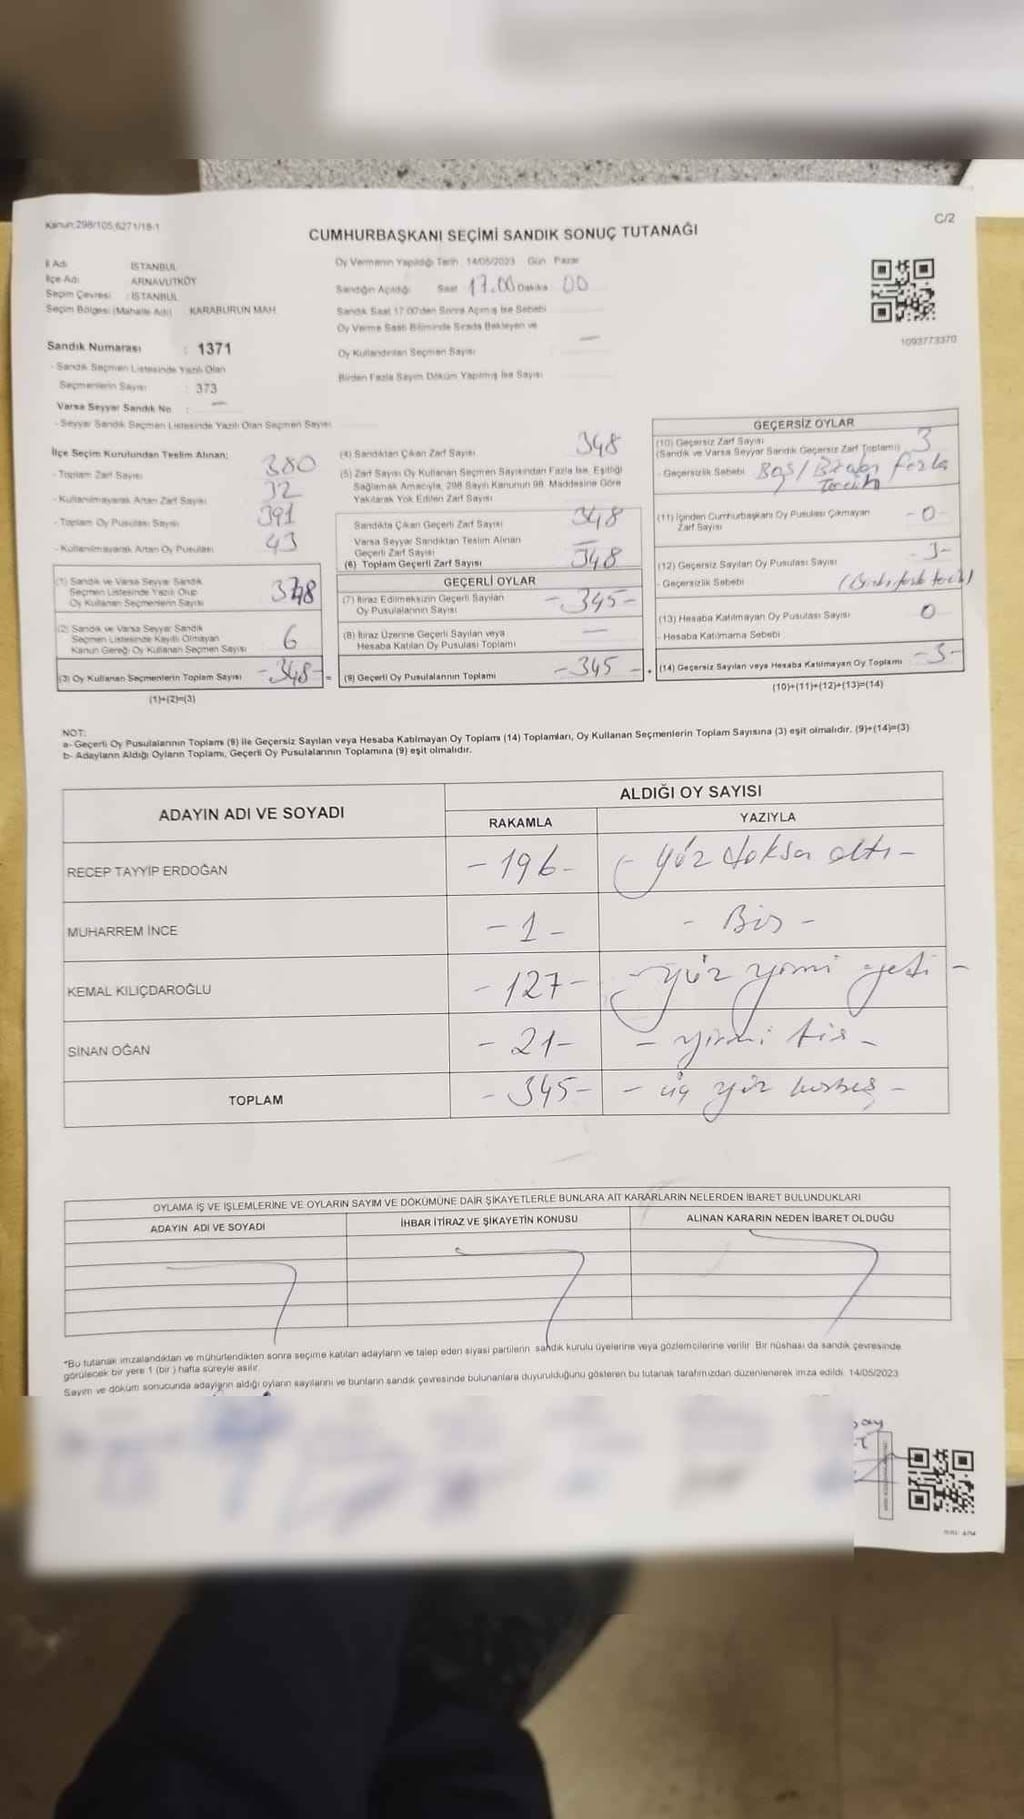 Kanun:298/105,6271/18-1
C/2
CUMHURBAŞKANI SEÇİMİ SANDIK SONUÇ TUTANAĞI
İl Adı : İSTANBUL
İlçe Adı : ARNAVUTKÖY
Seçim Çevresi : İSTANBUL
Seçim Bölgesi (Mahalle Adı) KARABURUN MAH
Sandık Numarası : 1371
- Sandık Seçmen Listesinde Yazılı Olan
Seçmenlerin Sayısı : 373
Varsa Seyyar Sandık No : —
- Seyyar Sandık Seçmen Listesinde Yazılı Olan Seçmen Sayısı
Oy Vermenin Yapıldığı Tarih 14/05/2023 Gün Pazar
Sandığın Açıldığı Saat 17.00 Dakika 00
Sandık Saat 17:00'den Sonra Açılmış İse Sebebi
Oy Verme Saati Bitiminde Sırada Bekleyen ve
Oy Kullandırılan Seçmen Sayısı —
Birden Fazla Sayım Döküm Yapılmış İse Sayısı
1093773370
İlçe Seçim Kurulundan Teslim Alınan;
- Toplam Zarf Sayısı 380
- Kullanılmayarak Artan Zarf Sayısı 32
- Toplam Oy Pusulası Sayısı 391
- Kullanılmayarak Artan Oy Pusulası 43
(1) Sandık ve Varsa Seyyar Sandık
Seçmen Listesinde Yazılı Olup
Oy Kullanan Seçmenlerin Sayısı
(2) Sandık ve Varsa Seyyar Sandık
Seçmen Listesinde Kayıtlı Olmayan
Kanun Gereği Oy Kullanan Seçmen Sayısı 6
(3) Oy Kullanan Seçmenlerin Toplam Sayısı -348-
(1)+(2)=(3)
(4) Sandıktan Çıkan Zarf Sayısı 348
(5) Zarf Sayısı Oy Kullanan Seçmen Sayısından Fazla İse, Eşitliği
Sağlamak Amacıyla, 298 Sayılı Kanunun 98. Maddesine Göre
Yakılarak Yok Edilen Zarf Sayısı
Sandıkta Çıkan Geçerli Zarf Sayısı 348
Varsa Seyyar Sandıktan Teslim Alınan
Geçerli Zarf Sayısı —
(6) Toplam Geçerli Zarf Sayısı 348
GEÇERLİ OYLAR
(7) İtiraz Edilmeksizin Geçerli Sayılan
Oy Pusulalarının Sayısı -345-
(8) İtiraz Üzerine Geçerli Sayılan veya
Hesaba Katılan Oy Pusulası Toplamı —
= (9) Geçerli Oy Pusulalarının Toplamı -345- +
GEÇERSİZ OYLAR
(10) Geçersiz Zarf Sayısı 3
(Sandık ve Varsa Seyyar Sandık Geçersiz Zarf Toplamı)
- Geçersizlik Sebebi Boş/Birden fazla
Tercih
(11) İçinden Cumhurbaşkanı Oy Pusulası Çıkmayan
Zarf Sayısı -0-
(12) Geçersiz Sayılan Oy Pusulası Sayısı -3-
- Geçersizlik Sebebi
(13) Hesaba Katılmayan Oy Pusulası Sayısı 0
- Hesaba Katılmama Sebebi
(14) Geçersiz Sayılan veya Hesaba Katılmayan Oy Toplamı -3-
(10)+(11)+(12)+(13)=(14)
NOT:
a- Geçerli Oy Pusulalarının Toplamı (9) ile Geçersiz Sayılan veya Hesaba Katılmayan Oy Toplamı (14) Toplamları, Oy Kullanan Seçmenlerin Toplam Sayısına (3) eşit olmalıdır. (9)+(14)=(3)
b- Adayların Aldığı Oyların Toplamı, Geçerli Oy Pusulalarının Toplamına (9) eşit olmalıdır.
ADAYIN ADI VE SOYADI
ALDIĞI OY SAYISI
RAKAMLA YAZIYLA
RECEP TAYYİP ERDOĞAN -196- - yüz doksan altı -
MUHARREM İNCE -1- - Bir -
KEMAL KILIÇDAROĞLU -127- - yüz yirmi yedi -
SİNAN OĞAN -21- - yirmi bir -
TOPLAM -345- - üç yüz kırkbeş -
OYLAMA İŞ VE İŞLEMLERİNE VE OYLARIN SAYIM VE DÖKÜMÜNE DAİR ŞİKAYETLERLE BUNLARA AİT KARARLARIN NELERDEN İBARET BULUNDUKLARI
ADAYIN ADI VE SOYADI İHBAR İTİRAZ VE ŞİKAYETİN KONUSU ALINAN KARARIN NEDEN İBARET OLDUĞU
*Bu tutanak imzalandıktan ve mühürlendikten sonra seçime katılan adayların ve talep eden siyasi partilerin sandık kurulu üyelerine veya gözlemcilerine verilir. Bir nüshası da sandık çevresinde
görülecek bir yere 1 (bir) hafta süreyle asılır.
Sayım ve döküm sonucunda adayların aldığı oyların sayılarını ve bunların sandık çevresinde bulunanlara duyurulduğunu gösteren bu tutanak tarafımızdan düzenlenerek imza edildi. 14/05/2023